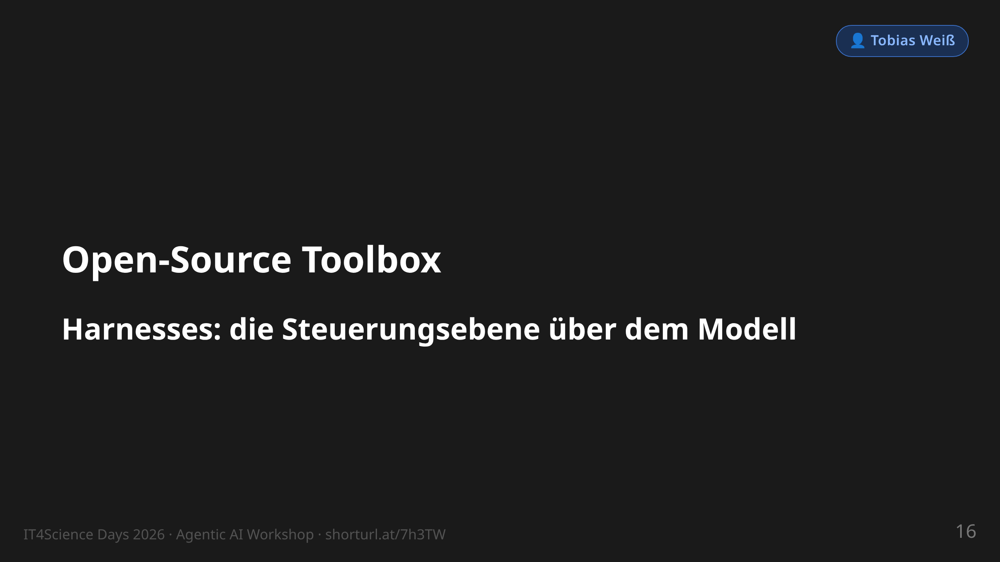 👤 Tobias Weiß
Open-Source Toolbox
Harnesses: die Steuerungsebene über dem Modell
IT4Science Days 2026 · Agentic AI Workshop · shorturl.at/7h3TW
16